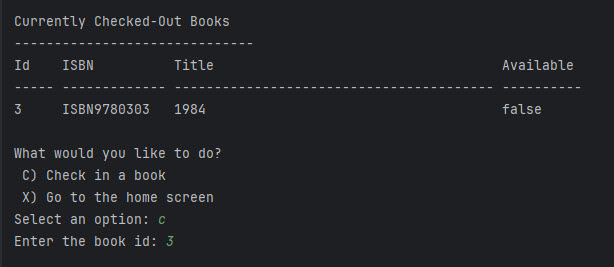 Currently Checked-Out Books
------------------------------
Id    ISBN          Title                                    Available
----- ------------- ---------------------------------------- ----------
3     ISBN9780303   1984                                     false
What would you like to do?
 C) Check in a book
 X) Go to the home screen
Select an option: c
Enter the book id: 3